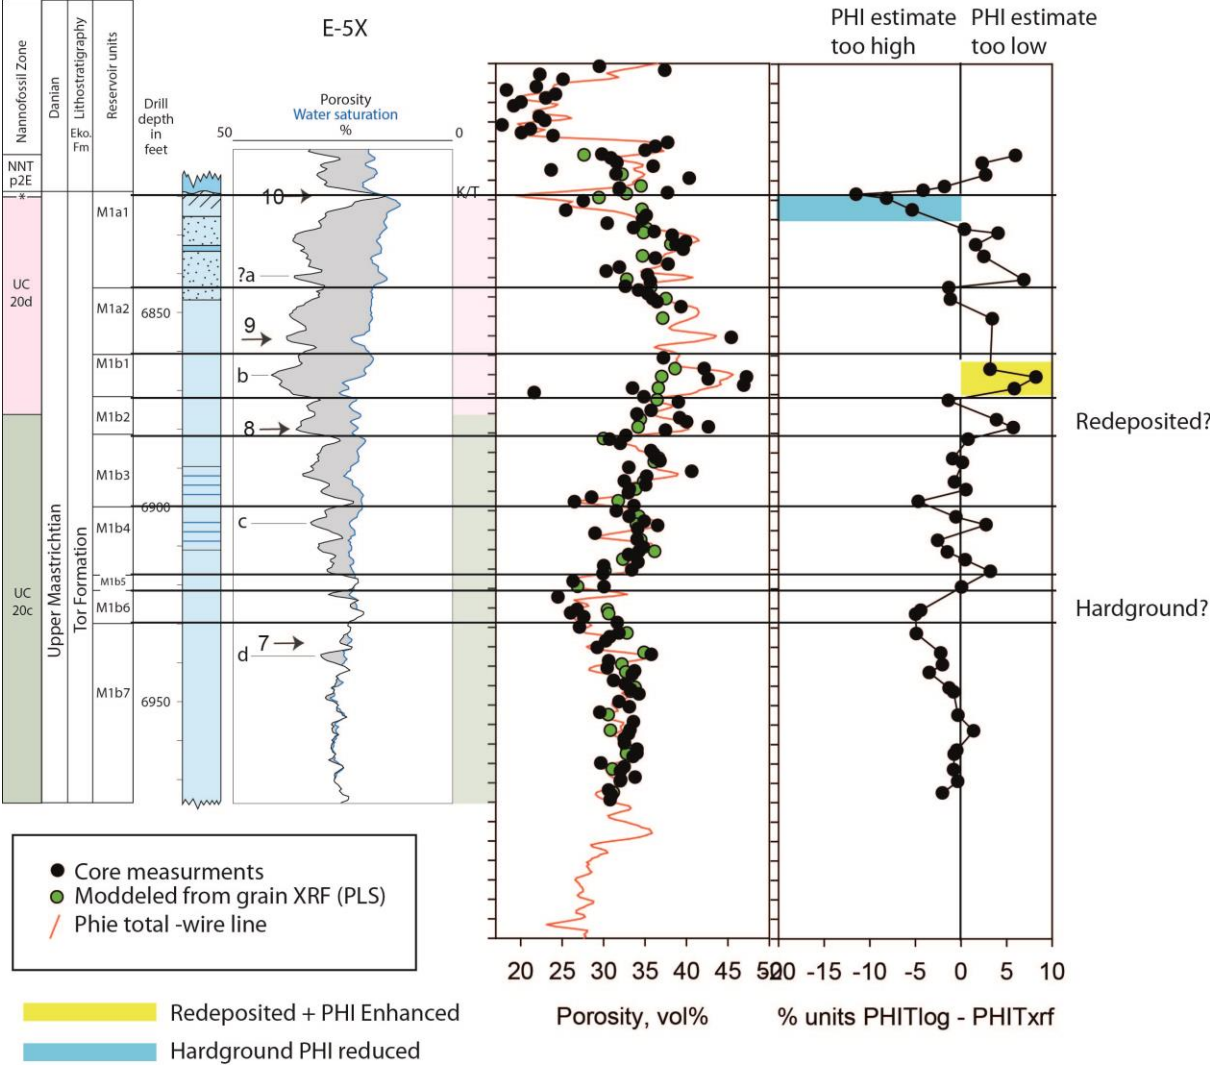 E-5X
PHI estimate
too high
PHI estimate
too low
Nannofossil Zone
Danian
Lithostratigraphy
Eko.
Fm
Reservoir units
Drill
depth
in
feet
Porosity
Water saturation
%
50
0
NNT
p2E
*
K/T
10
M1a1
?a
UC
20d
M1a2
6850
9
M1b1
b
M1b2
8
Redeposited?
M1b3
6900
M1b4
c
M1b5
UC
20c
M1b6
Hardground?
7
d
M1b7
6950
Upper Maastrichtian
Tor Formation
Core measurments
Moddeled from grain XRF (PLS)
Phie total -wire line
20 25 30 35 40 45 50
-20 -15 -10 -5 0 5 10
Porosity, vol%
% units PHITlog - PHITxrf
Redeposited + PHI Enhanced
Hardground PHI reduced